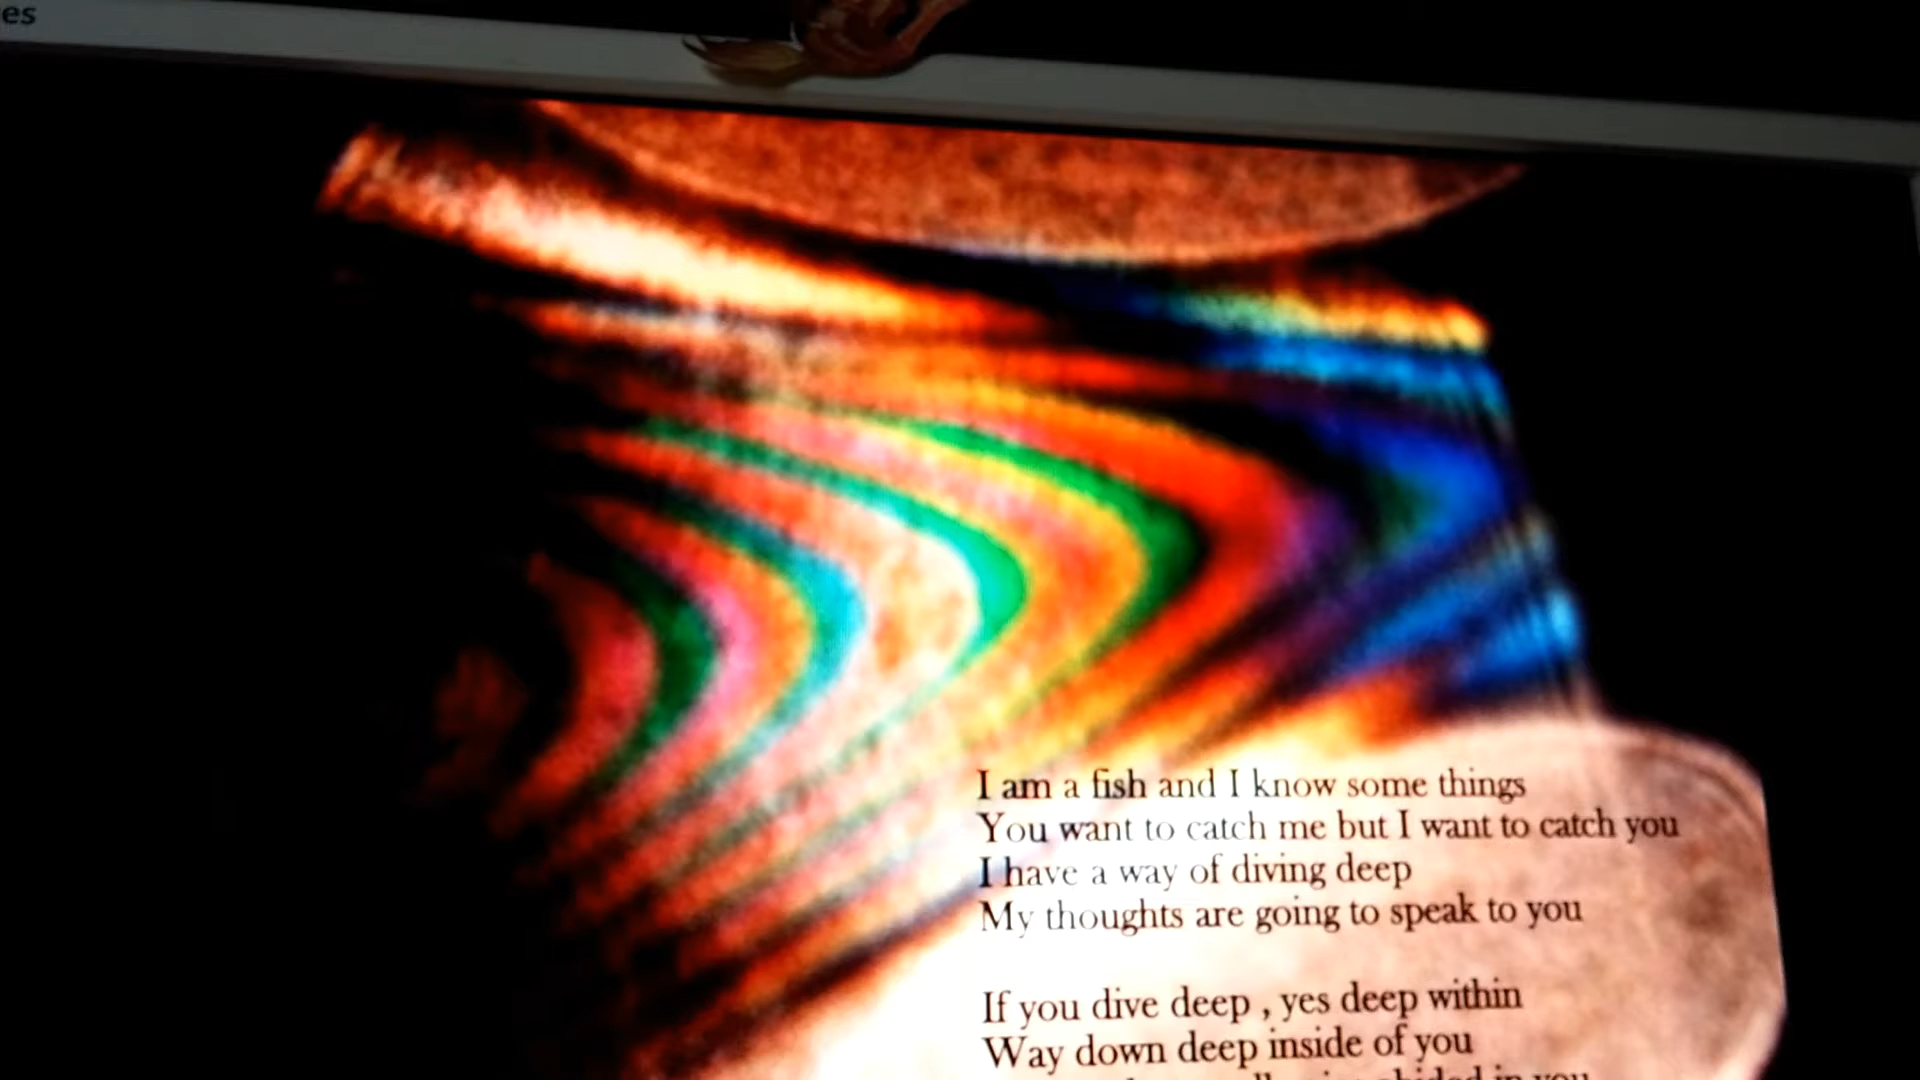 es
I am a fish and I know some things
You want to catch me but I want to catch you
I have a way of diving deep
My thoughts are going to speak to you
If you dive deep , yes deep within
Way down deep inside of you
in you